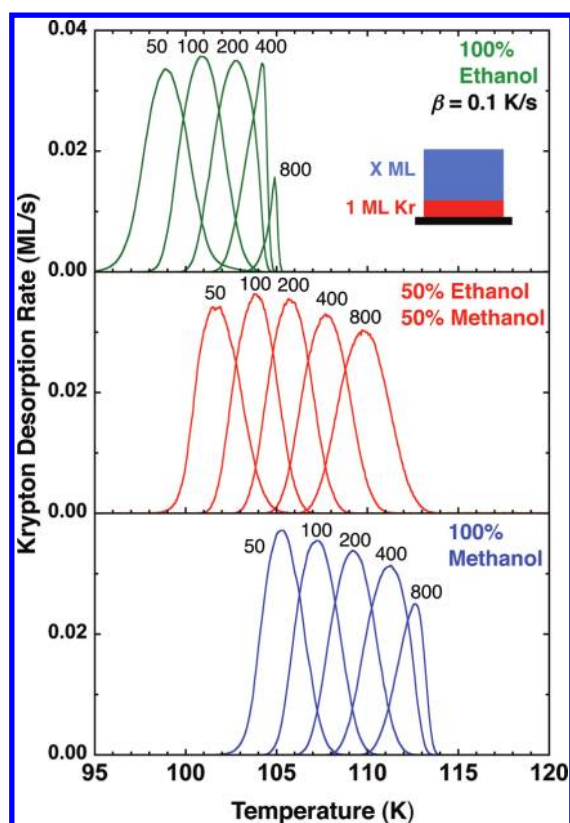 0.04
50 100 200 400
100%
Ethanol
β = 0.1 K/s
0.02
800
X ML
1 ML Kr
0.00
Krypton Desorption Rate (ML/s)
50 100 200 400 800
50% Ethanol
50% Methanol
0.02
0.00
50 100 200 400 800
100%
Methanol
0.02
0.00
95 100 105 110 115 120
Temperature (K)